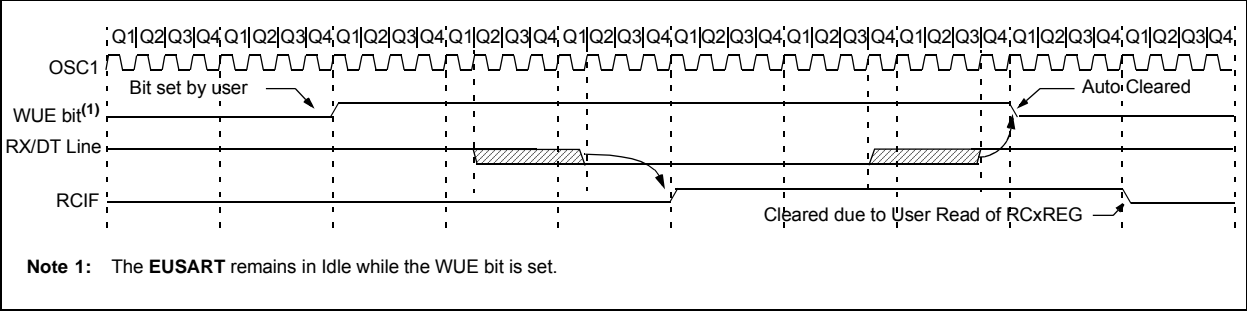 Q1 Q2 Q3 Q4 Q1 Q2 Q3 Q4 Q1 Q2 Q3 Q4 Q1 Q2 Q3 Q4 Q1 Q2 Q3 Q4 Q1 Q2 Q3 Q4 Q1 Q2 Q3 Q4 Q1 Q2 Q3 Q4 Q1 Q2 Q3 Q4 Q1 Q2 Q3 Q4
OSC1
Bit set by user
Auto Cleared
WUE bit(1)
RX/DT Line
RCIF
Cleared due to User Read of RCxREG
Note 1: The EUSART remains in Idle while the WUE bit is set.